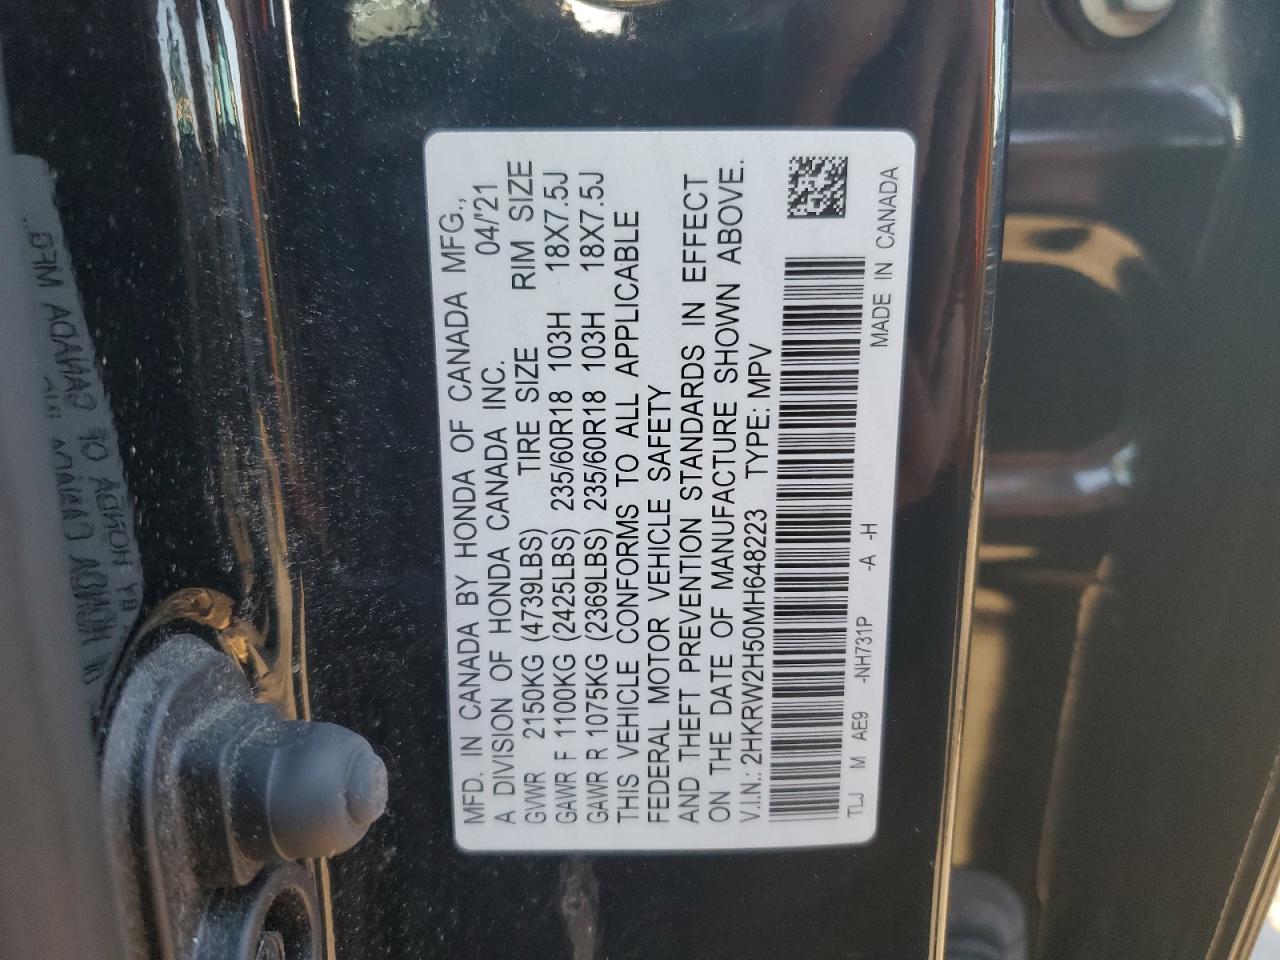 MFD. IN CANADA BY HONDA OF CANADA MFG.,
A DIVISION OF HONDA CANADA INC. 04/'21
GVWR 2150KG (4739LBS) TIRE SIZE RIM SIZE
GAWR F 1100KG (2425LBS) 235/60R18 103H 18X7.5J
GAWR R 1075KG (2369LBS) 235/60R18 103H 18X7.5J
THIS VEHICLE CONFORMS TO ALL APPLICABLE
FEDERAL MOTOR VEHICLE SAFETY
AND THEFT PREVENTION STANDARDS IN EFFECT
ON THE DATE OF MANUFACTURE SHOWN ABOVE.
V.I.N.: 2HKRW2H50MH648223 TYPE: MPV
TLJ M AE9 -NH731P -A -H MADE IN CANADA